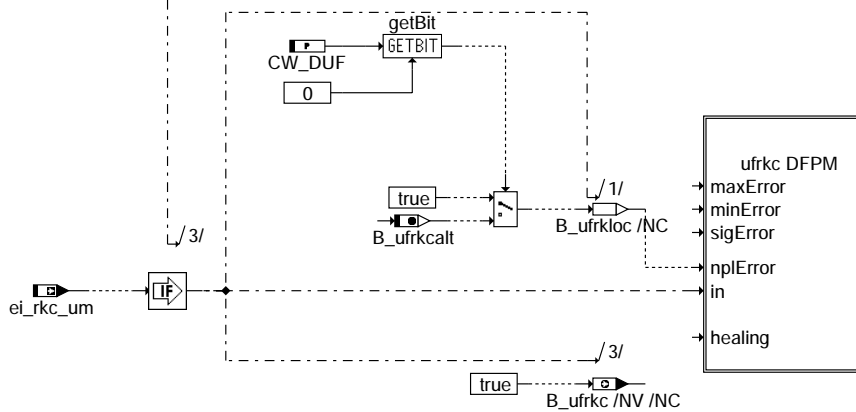 getBit
P
GETBIT
CW_DUF
0
ufrkc DFPM
maxError
true
/1/
minError
B_ufrkcalt
B_ufrkloc /NC
sigError
/3/
nplError
IF
in
ei_rkc_um
healing
/3/
true
B_ufrkc /NV /NC